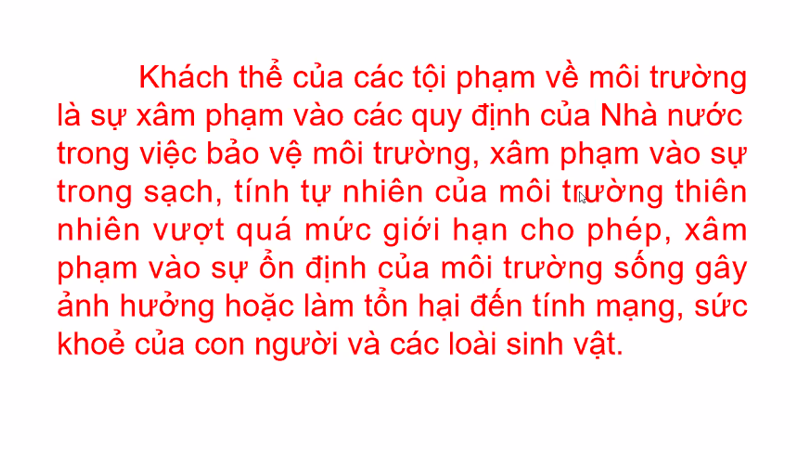 Khách thể của các tội phạm về môi trường
là sự xâm phạm vào các quy định của Nhà nước
trong việc bảo vệ môi trường, xâm phạm vào sự
trong sạch, tính tự nhiên của môi trường thiên
nhiên vượt quá mức giới hạn cho phép, xâm
phạm vào sự ổn định của môi trường sống gây
ảnh hưởng hoặc làm tổn hại đến tính mạng, sức
khoẻ của con người và các loài sinh vật.